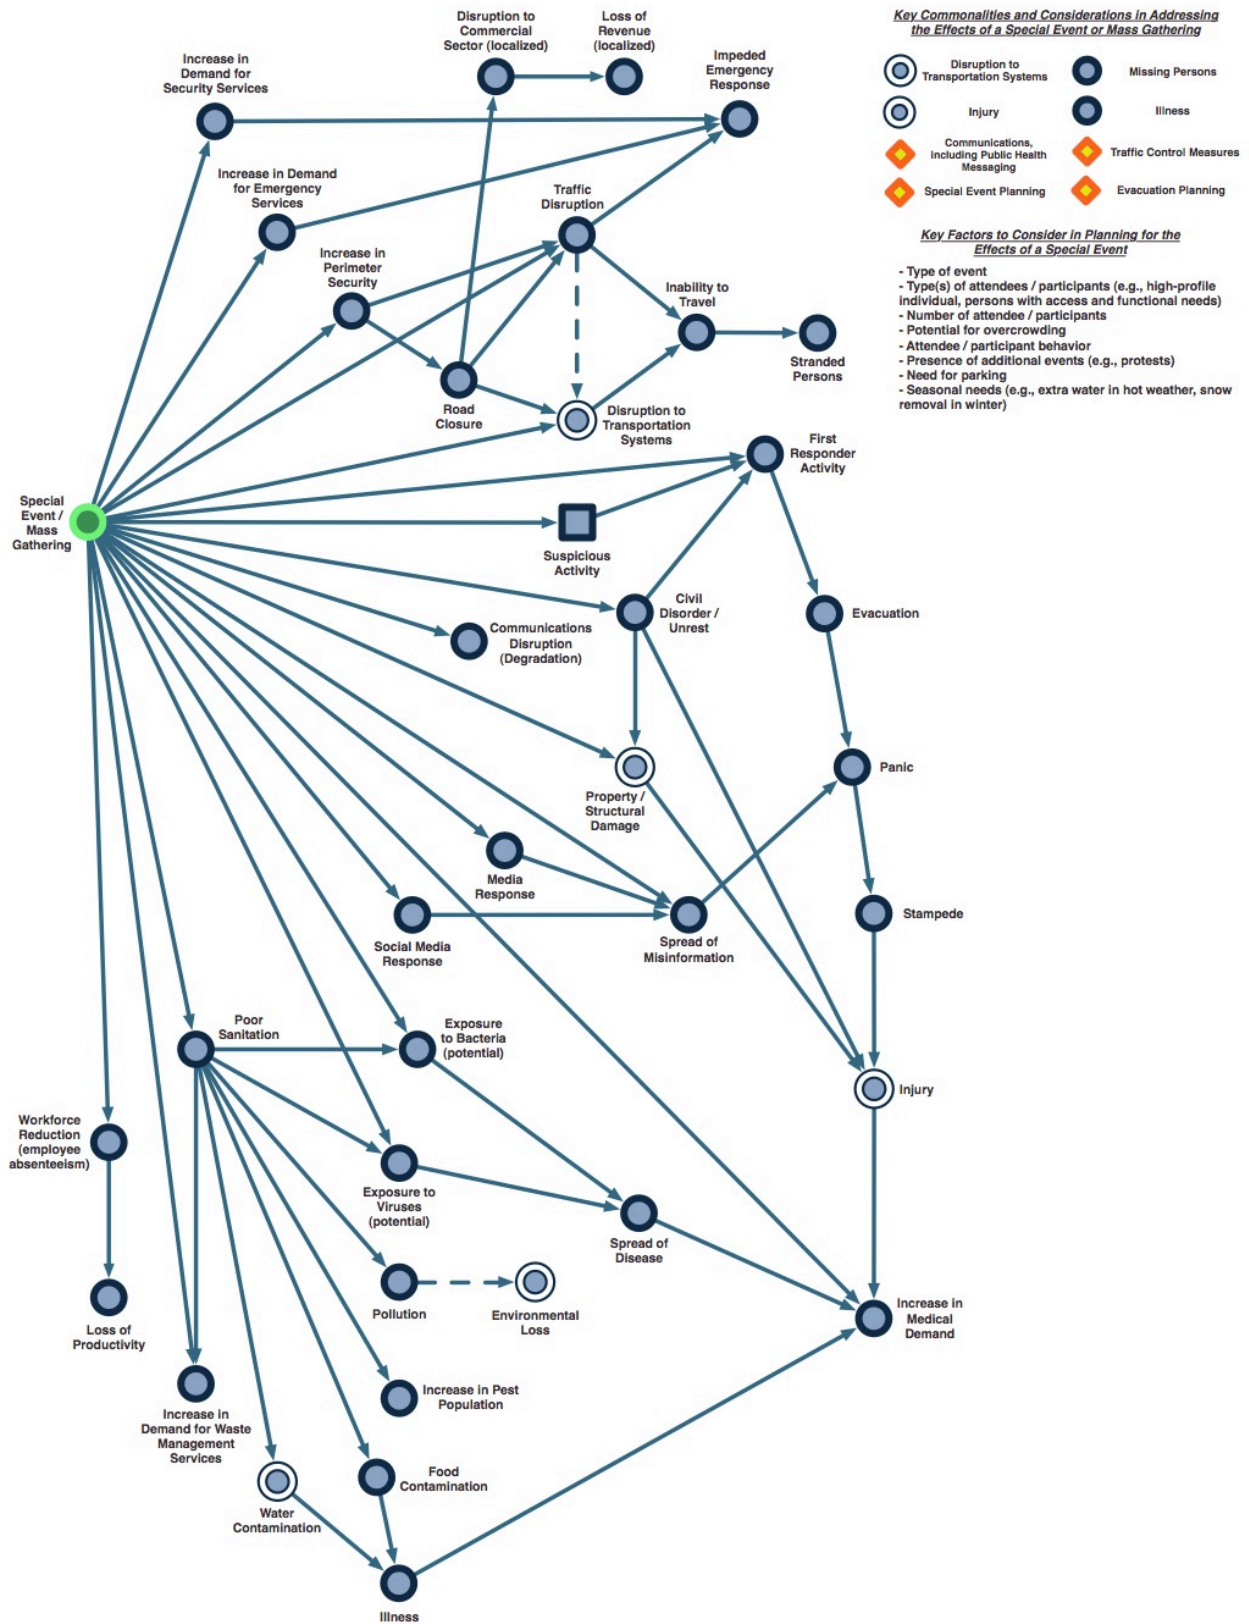 Disruption to
Commercial
Sector (localized)
Loss of
Revenue
(localized)
Increase in
Demand for
Security Services
Impeded
Emergency
Response
Increase in Demand
for Emergency
Services
Traffic
Disruption
Increase in
Perimeter
Security
Inability to
Travel
Stranded
Persons
Road
Closure
Disruption to
Transportation
Systems
First
Responder
Activity
Special
Event /
Mass
Gathering
Suspicious
Activity
Civil
Disorder /
Unrest
Evacuation
Communications
Disruption
(Degradation)
Panic
Property /
Structural
Damage
Media
Response
Stampede
Social Media
Response
Spread of
Misinformation
Poor
Sanitation
Exposure
to Bacteria
(potential)
Injury
Workforce
Reduction
(employee
absenteeism)
Exposure to
Viruses
(potential)
Spread of
Disease
Pollution
Environmental
Loss
Increase in
Medical
Demand
Loss of
Productivity
Increase in Pest
Population
Increase in
Demand for Waste
Management
Services
Food
Contamination
Water
Contamination
Illness
Key Commonalities and Considerations in Addressing
the Effects of a Special Event or Mass Gathering
Disruption to
Transportation Systems
Missing Persons
Injury
Illness
Communications,
including Public Health
Messaging
Traffic Control Measures
Special Event Planning
Evacuation Planning
Key Factors to Consider in Planning for the
Effects of a Special Event
- Type of event
- Type(s) of attendees / participants (e.g., high-profile
individual, persons with access and functional needs)
- Number of attendee / participants
- Potential for overcrowding
- Attendee / participant behavior
- Presence of additional events (e.g., protests)
- Need for parking
- Seasonal needs (e.g., extra water in hot weather, snow
removal in winter)